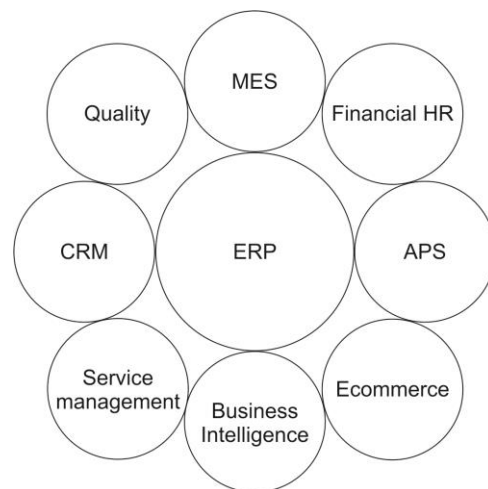 MES
Quality
Financial HR
CRM
ERP
APS
Service
management
Business
Intelligence
Ecommerce